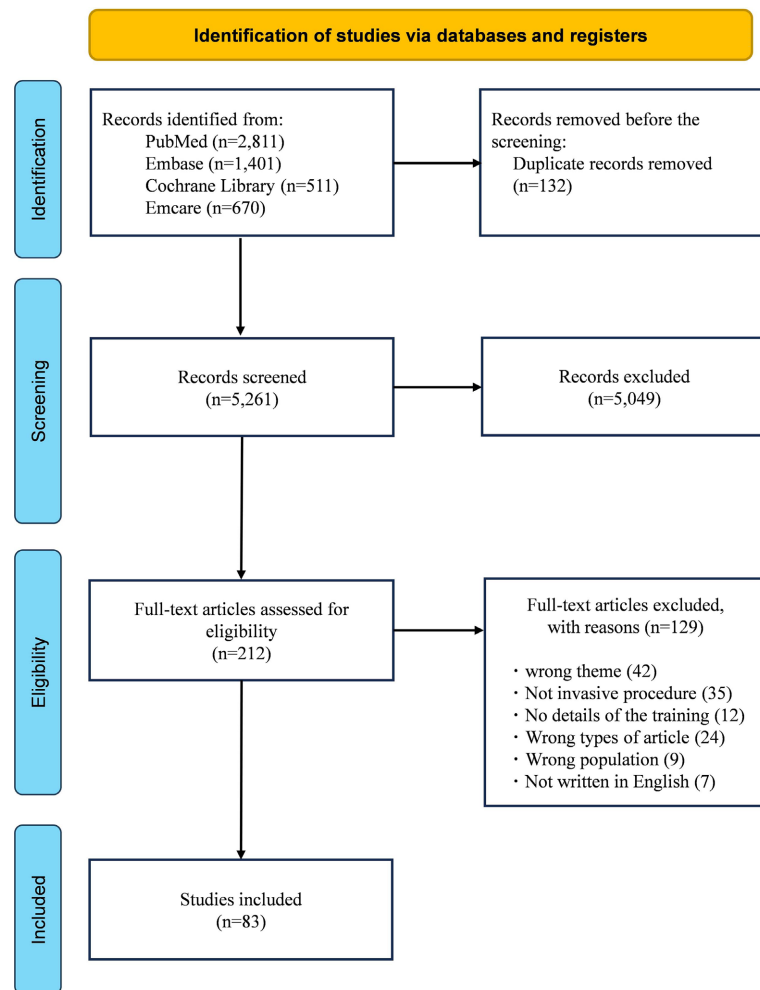 Identification of studies via databases and registers
Identification
Records identified from:
PubMed (n=2,811)
Embase (n=1,401)
Cochrane Library (n=511)
Emcare (n=670)
Records removed before the
screening:
Duplicate records removed
(n=132)
Screening
Records screened
(n=5,261)
Records excluded
(n=5,049)
Eligibility
Full-text articles assessed for
eligibility
(n=212)
Full-text articles excluded,
with reasons (n=129)
・wrong theme (42)
・Not invasive procedure (35)
・No details of the training (12)
・Wrong types of article (24)
・Wrong population (9)
・Not written in English (7)
Included
Studies included
(n=83)